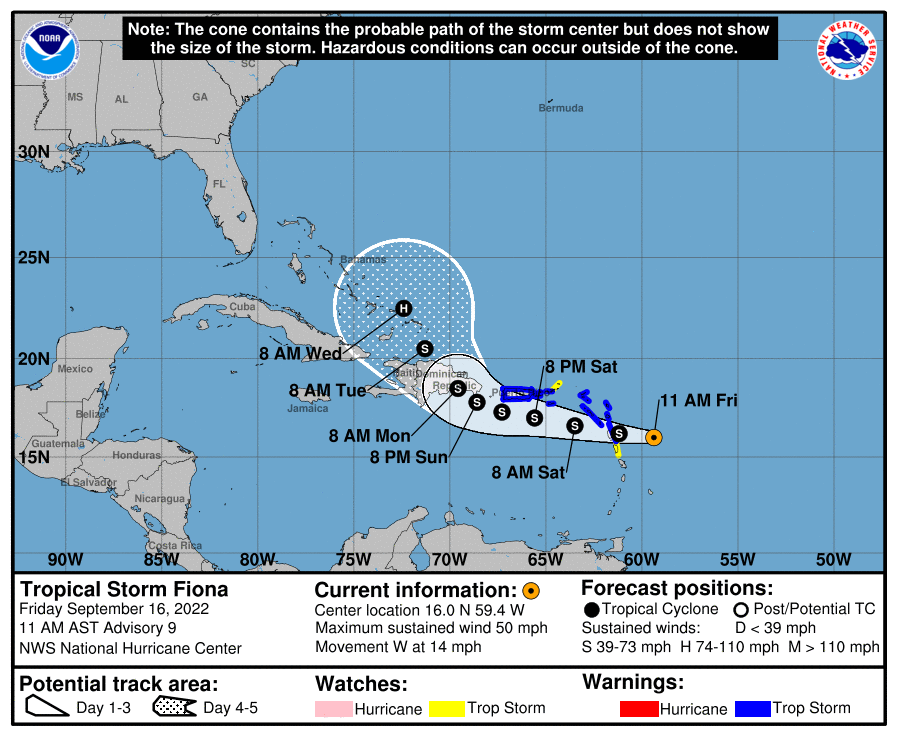 Note: The cone contains the probable path of the storm center but does not show
the size of the storm. Hazardous conditions can occur outside of the cone.
NOAA
NATIONAL WEATHER SERVICE
SC
MS
AL
GA
Bermuda
30N
FL
25N
Bahamas
H
Cuba
8 AM Wed
S
20N
8 PM Sat
Mexico
Haiti
Dominican
Republic
8 AM Tue
S
11 AM Fri
Jamaica
S
S
S
S
S
Belize
8 AM Mon
Guatemala
8 PM Sun
15N
Honduras
8 AM Sat
El Salvador
Nicaragua
Costa Rica
90W
85W
80W
75W
70W
65W
60W
55W
50W
Tropical Storm Fiona
Friday September 16, 2022
11 AM AST Advisory 9
NWS National Hurricane Center
Current information:
Center location 16.0 N 59.4 W
Maximum sustained wind 50 mph
Movement W at 14 mph
Forecast positions:
Tropical Cyclone Post/Potential TC
Sustained winds: D < 39 mph
S 39-73 mph H 74-110 mph M > 110 mph
Potential track area:
Day 1-3 Day 4-5
Watches:
Hurricane Trop Storm
Warnings:
Hurricane Trop Storm